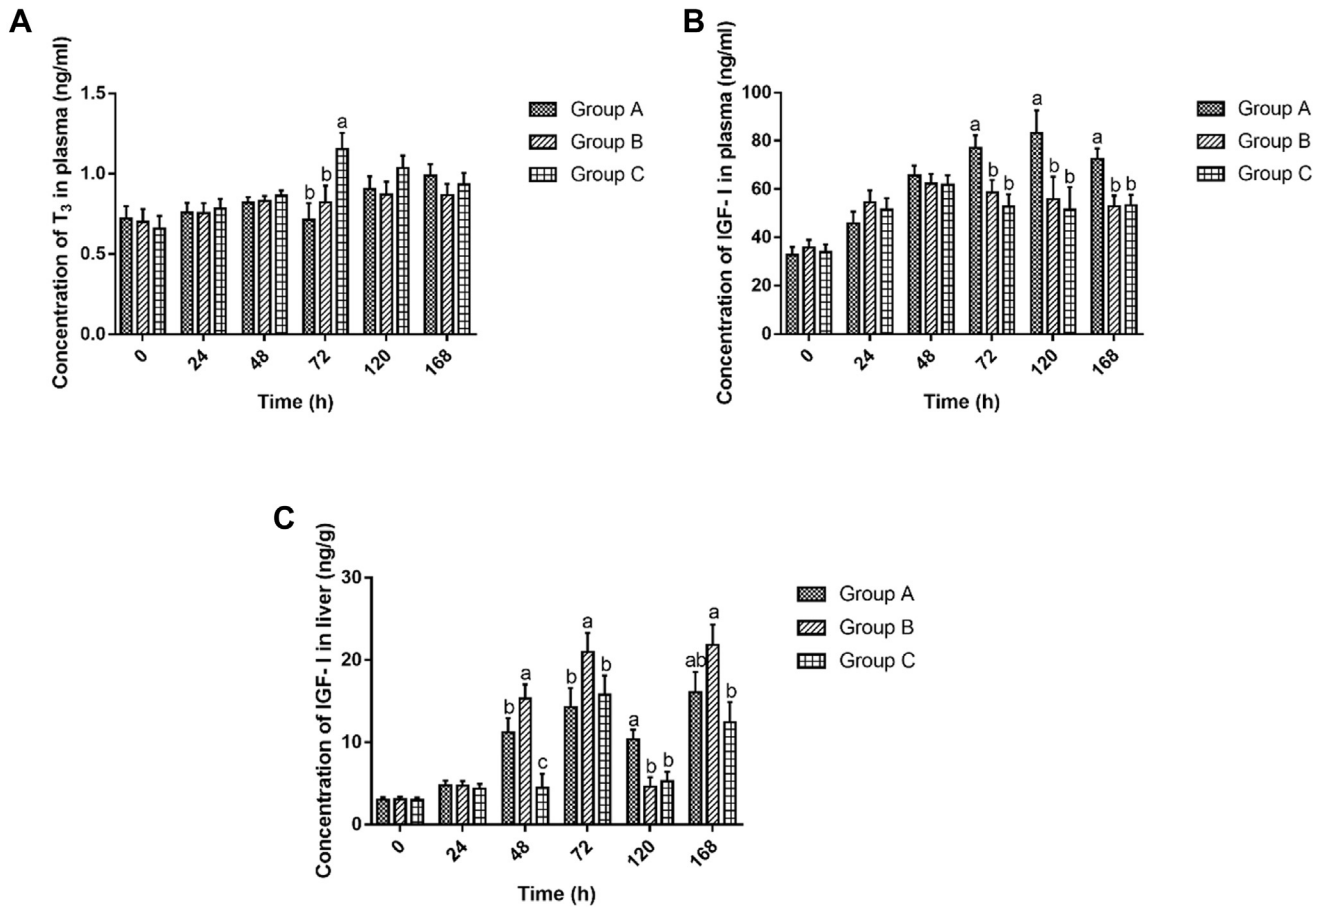 A
Concentration of T3 in plasma (ng/ml)
1.5
1.0
0.5
0.0
a
b b
0 24 48 72 120 168
Time (h)
Group A
Group B
Group C
B
Concentration of IGF- I in plasma (ng/ml)
100
80
60
40
20
0
a a a
b b b b b b
0 24 48 72 120 168
Time (h)
Group A
Group B
Group C
C
Concentration of IGF- I in liver (ng/g)
30
20
10
0
b a c b a b a b b ab a b
0 24 48 72 120 168
Time (h)
Group A
Group B
Group C